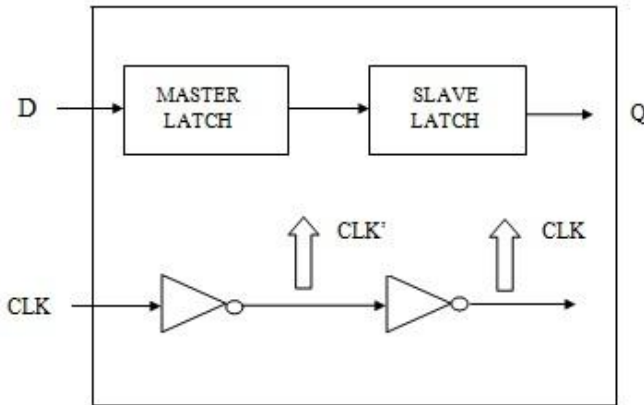 D
MASTER
LATCH
SLAVE
LATCH
Q
CLK'
CLK
CLK